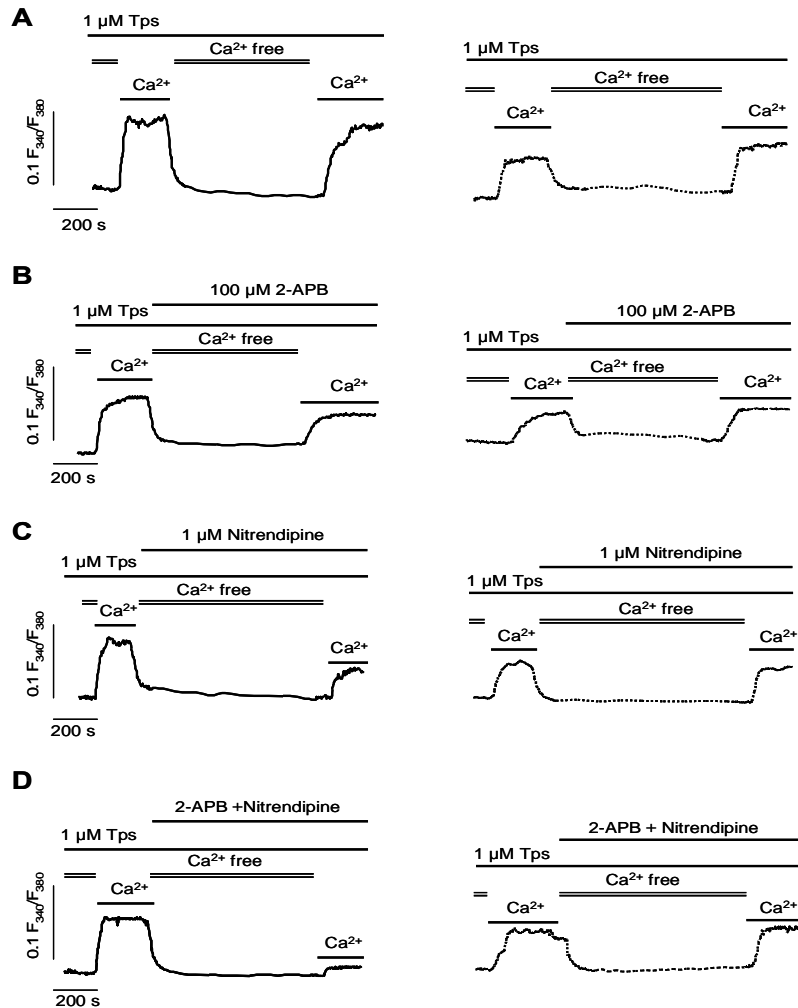 A
1 µM Tps
Ca²⁺ free
Ca²⁺
Ca²⁺
0.1 F₃₄₀/F₃₈₀
200 s
1 µM Tps
Ca²⁺ free
Ca²⁺
Ca²⁺
B
100 µM 2-APB
1 µM Tps
Ca²⁺ free
Ca²⁺
Ca²⁺
0.1 F₃₄₀/F₃₈₀
200 s
100 µM 2-APB
1 µM Tps
Ca²⁺ free
Ca²⁺
Ca²⁺
C
1 µM Nitrendipine
1 µM Tps
Ca²⁺ free
Ca²⁺
Ca²⁺
0.1 F₃₄₀/F₃₈₀
200 s
1 µM Nitrendipine
1 µM Tps
Ca²⁺ free
Ca²⁺
Ca²⁺
D
2-APB +Nitrendipine
1 µM Tps
Ca²⁺ free
Ca²⁺
Ca²⁺
0.1 F₃₄₀/F₃₈₀
200 s
2-APB + Nitrendipine
1 µM Tps
Ca²⁺ free
Ca²⁺
Ca²⁺